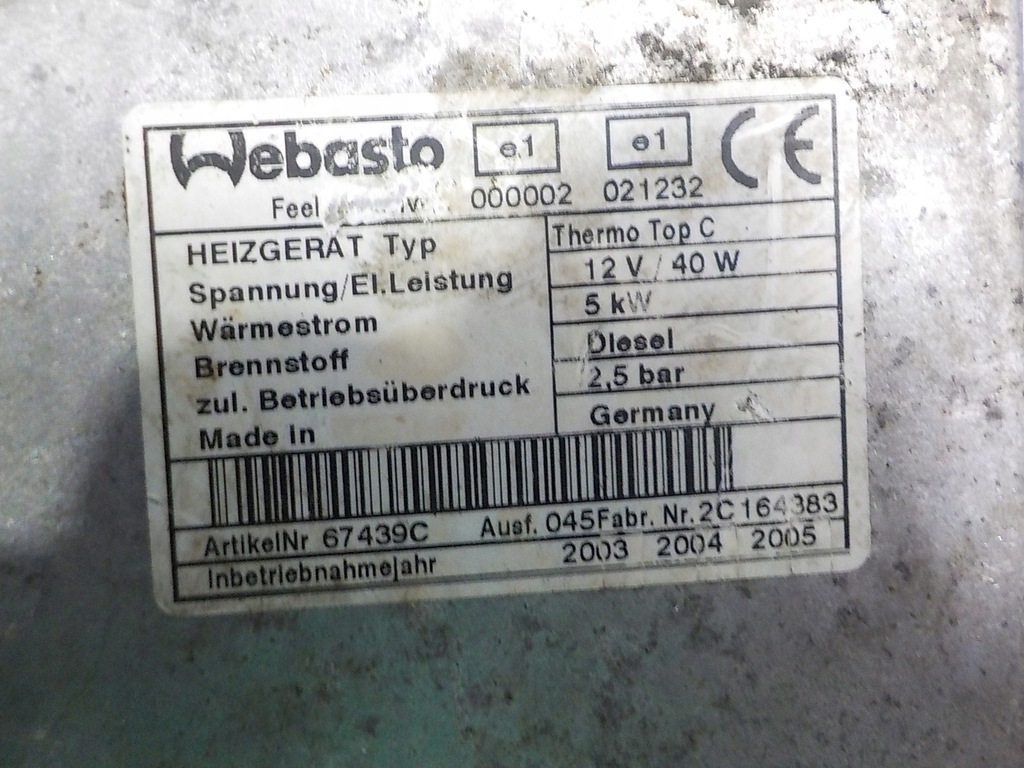 Webasto e1 e1 CE
Feel 000002 021232
HEIZGERÄT Typ Thermo Top C
Spannung/El.Leistung 12 V / 40 W
Wärmestrom 5 kW
Brennstoff Diesel
zul. Betriebsüberdruck 2,5 bar
Made in Germany
ArtikelNr 67439C Ausf. 045 Fabr. Nr. 2C164383
Inbetriebnahmejahr 2003 2004 2005